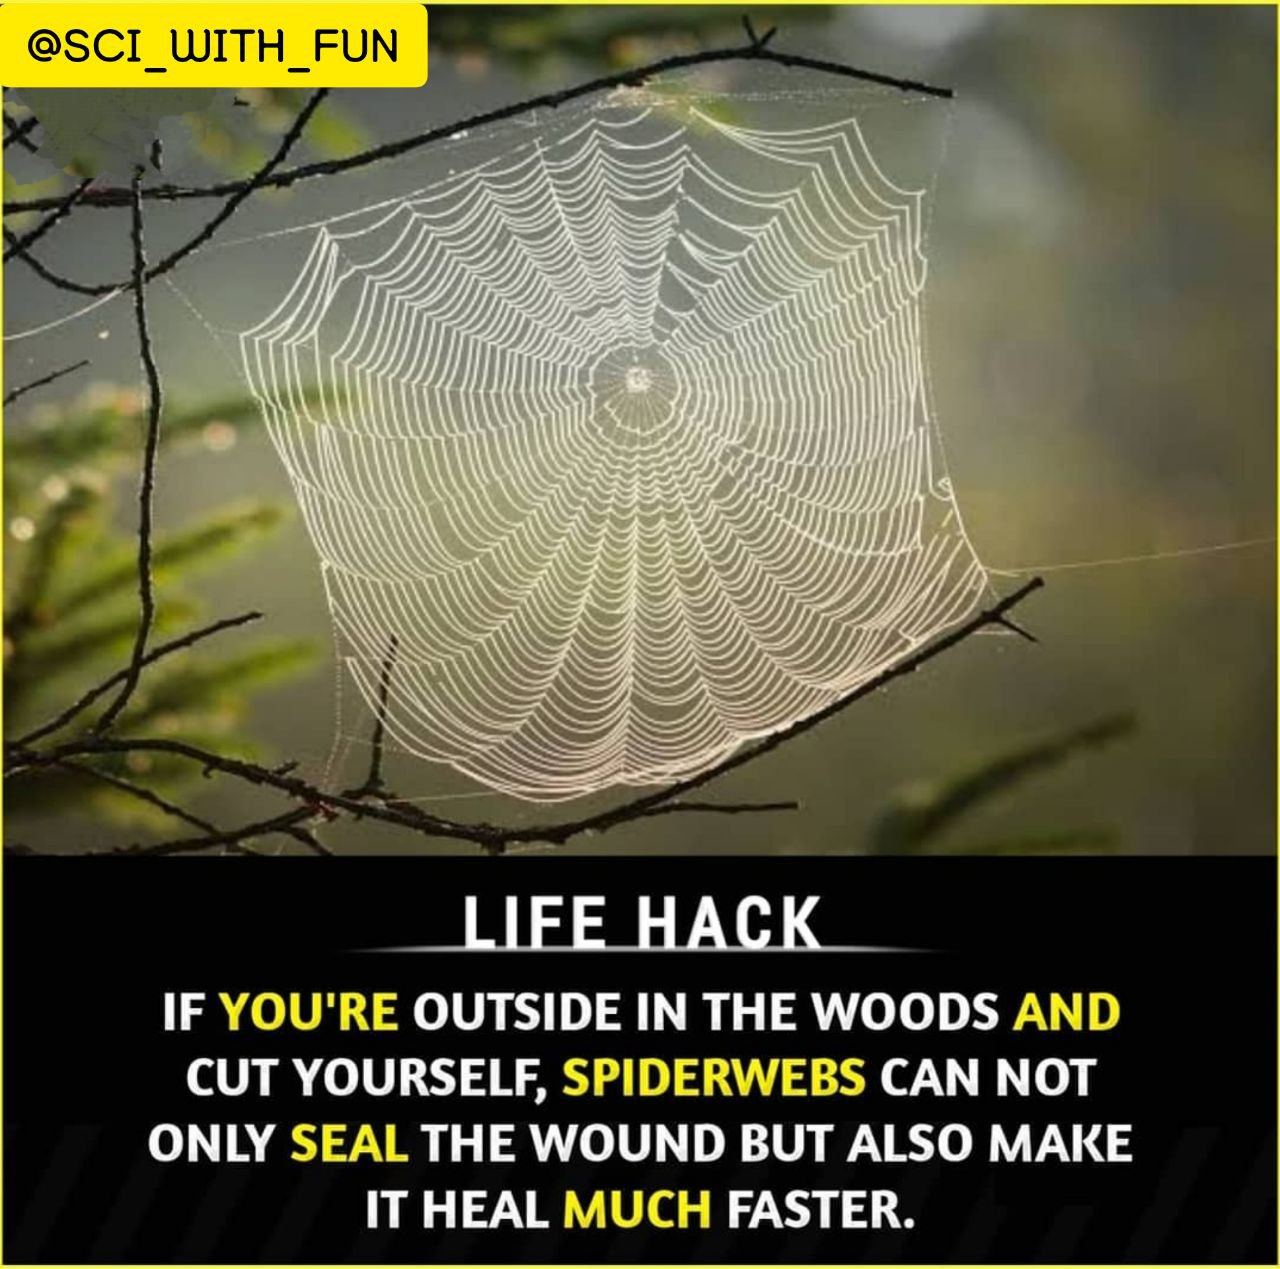 @SCI_WITH_FUN
LIFE HACK
IF YOU'RE OUTSIDE IN THE WOODS AND
CUT YOURSELF, SPIDERWEBS CAN NOT
ONLY SEAL THE WOUND BUT ALSO MAKE
IT HEAL MUCH FASTER.